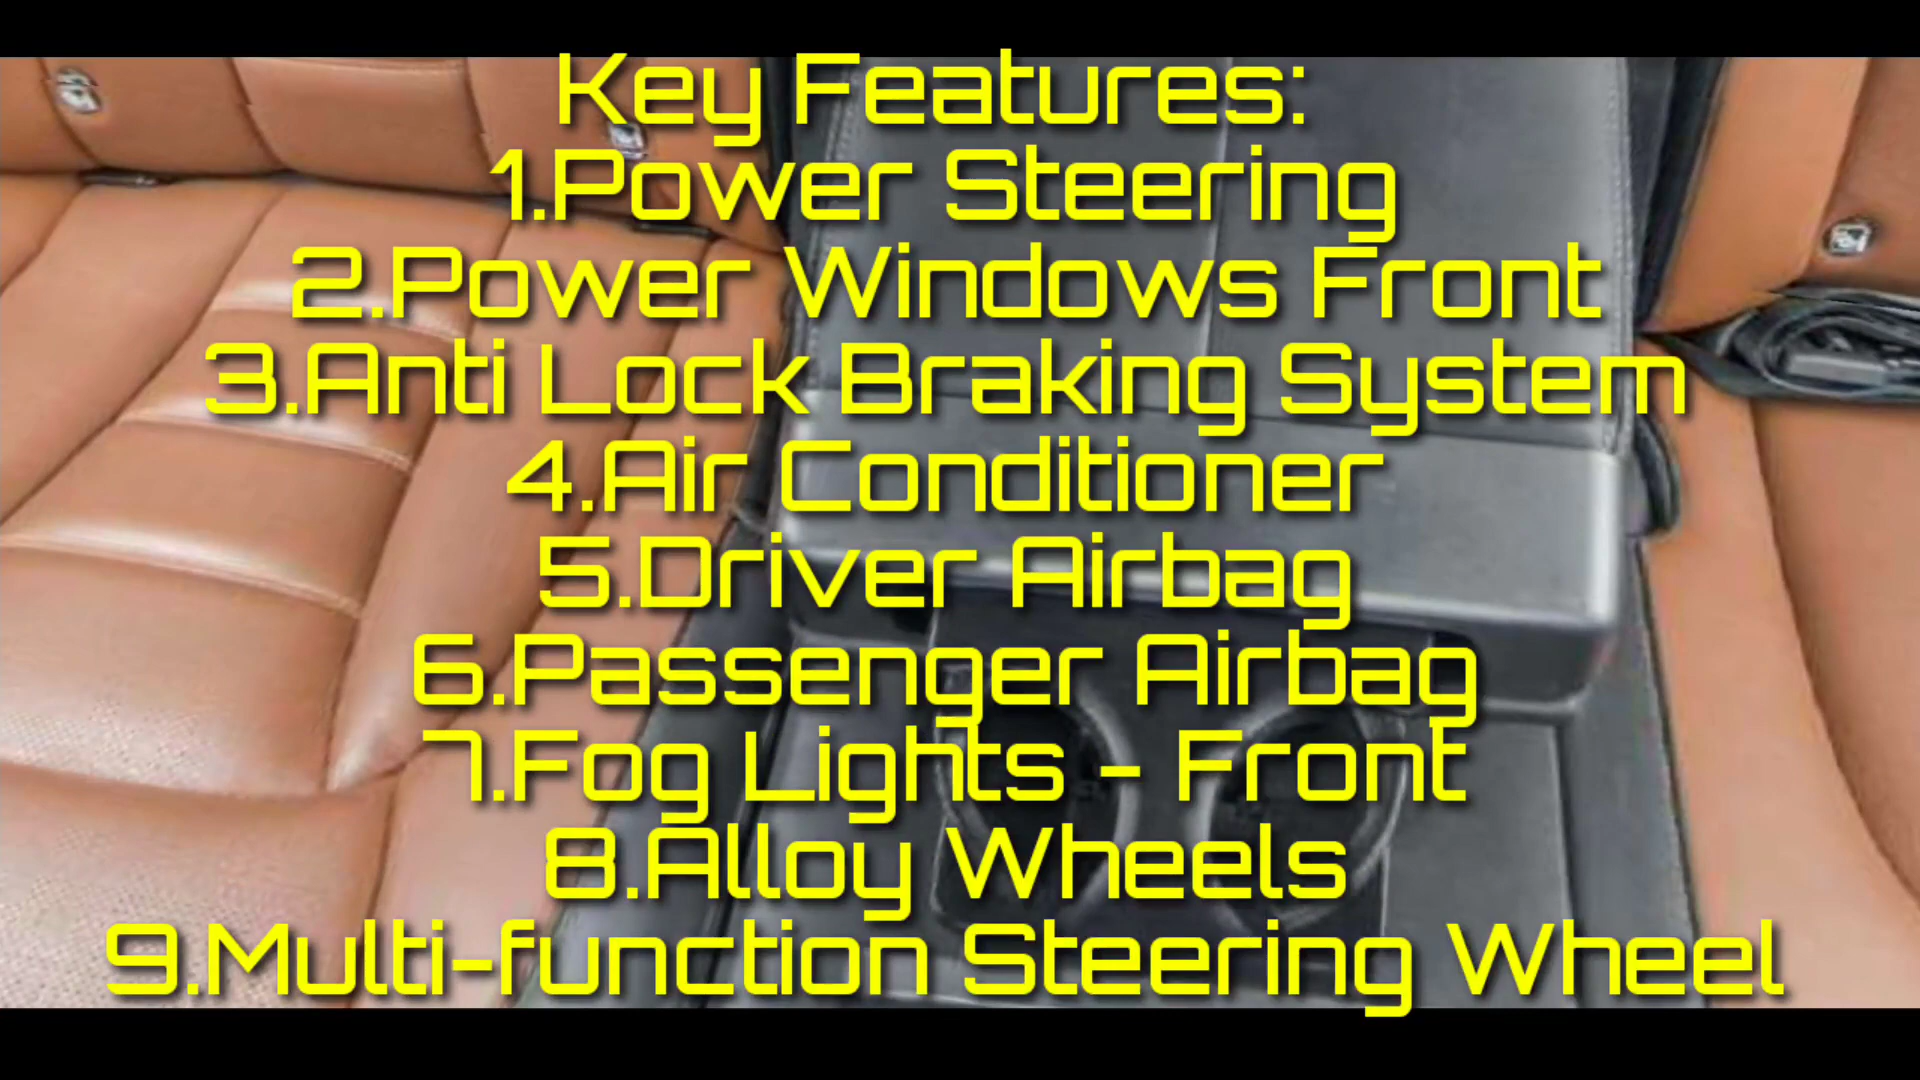 Key Features:
1.Power Steering
2.Power Windows Front
3.Anti Lock Braking System
4.Air Conditioner
5.Driver Airbag
6.Passenger Airbag
7.Fog Lights - Front
8.Alloy Wheels
9.Multi-function Steering Wheel